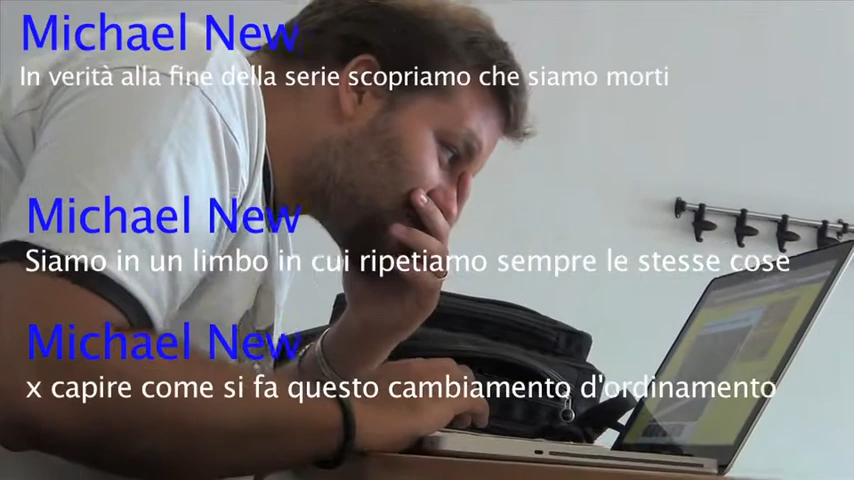 Michael New
In verità alla fine della serie scopriamo che siamo morti
Michael New
Siamo in un limbo in cui ripetiamo sempre le stesse cose
Michael New
x capire come si fa questo cambiamento d'ordinamento